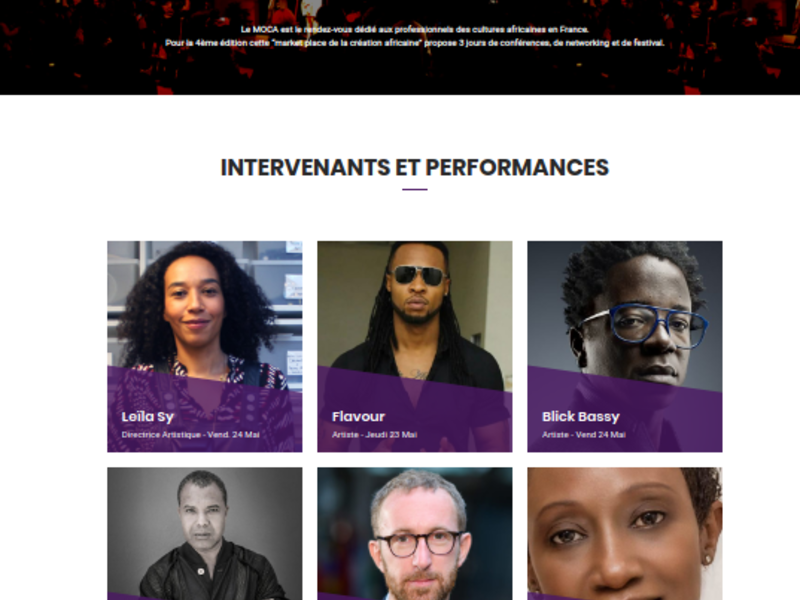 Le MOCA est le rendez-vous dédié aux professionnels des cultures africaines en France.
Pour la 4ème édition cette "market place de la création africaine" propose 3 jours de conférences, de networking et de festival.
INTERVENANTS ET PERFORMANCES
Leïla Sy
Directrice Artistique - Vend. 24 Mai
Flavour
Artiste - Jeudi 23 Mai
Blick Bassy
Artiste - Vend 24 Mai